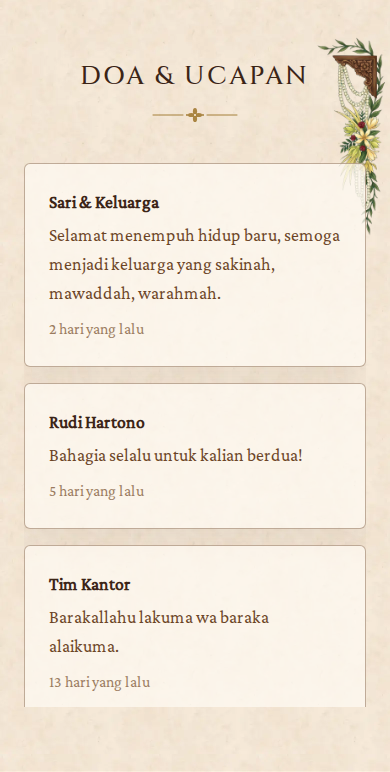 DOA & UCAPAN
Sari & Keluarga
Selamat menempuh hidup baru, semoga
menjadi keluarga yang sakinah,
mawaddah, warahmah.
2 hari yang lalu
Rudi Hartono
Bahagia selalu untuk kalian berdua!
5 hari yang lalu
Tim Kantor
Barakallahu lakuma wa baraka
alaikuma.
13 hari yang lalu